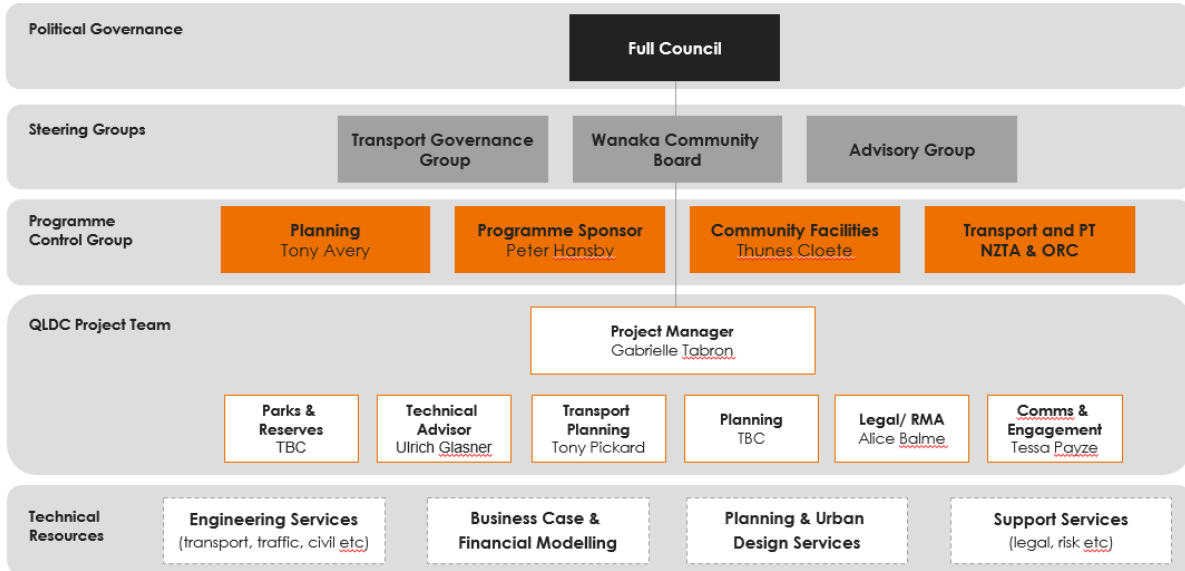 Political Governance
Full Council
Steering Groups
Transport Governance
Group
Wanaka Community
Board
Advisory Group
Programme
Control Group
Planning
Tony Avery
Programme Sponsor
Peter Hansby
Community Facilities
Thunes Cloete
Transport and PT
NZTA & ORC
QLDC Project Team
Project Manager
Gabrielle Tabron
Parks &
Reserves
TBC
Technical
Advisor
Ulrich Glasner
Transport
Planning
Tony Pickard
Planning
TBC
Legal/ RMA
Alice Balme
Comms &
Engagement
Tessa Payze
Technical
Resources
Engineering Services
(transport, traffic, civil etc)
Business Case &
Financial Modelling
Planning & Urban
Design Services
Support Services
(legal, risk etc)